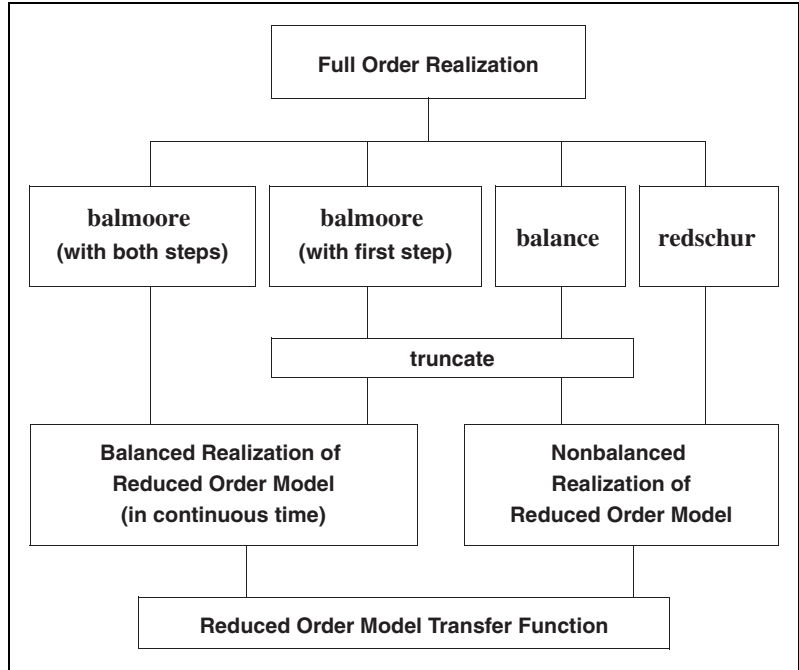 Full Order Realization
balmoore
(with both steps)
balmoore
(with first step)
balance
redschur
truncate
Balanced Realization of
Reduced Order Model
(in continuous time)
Nonbalanced
Realization of
Reduced Order Model
Reduced Order Model Transfer Function